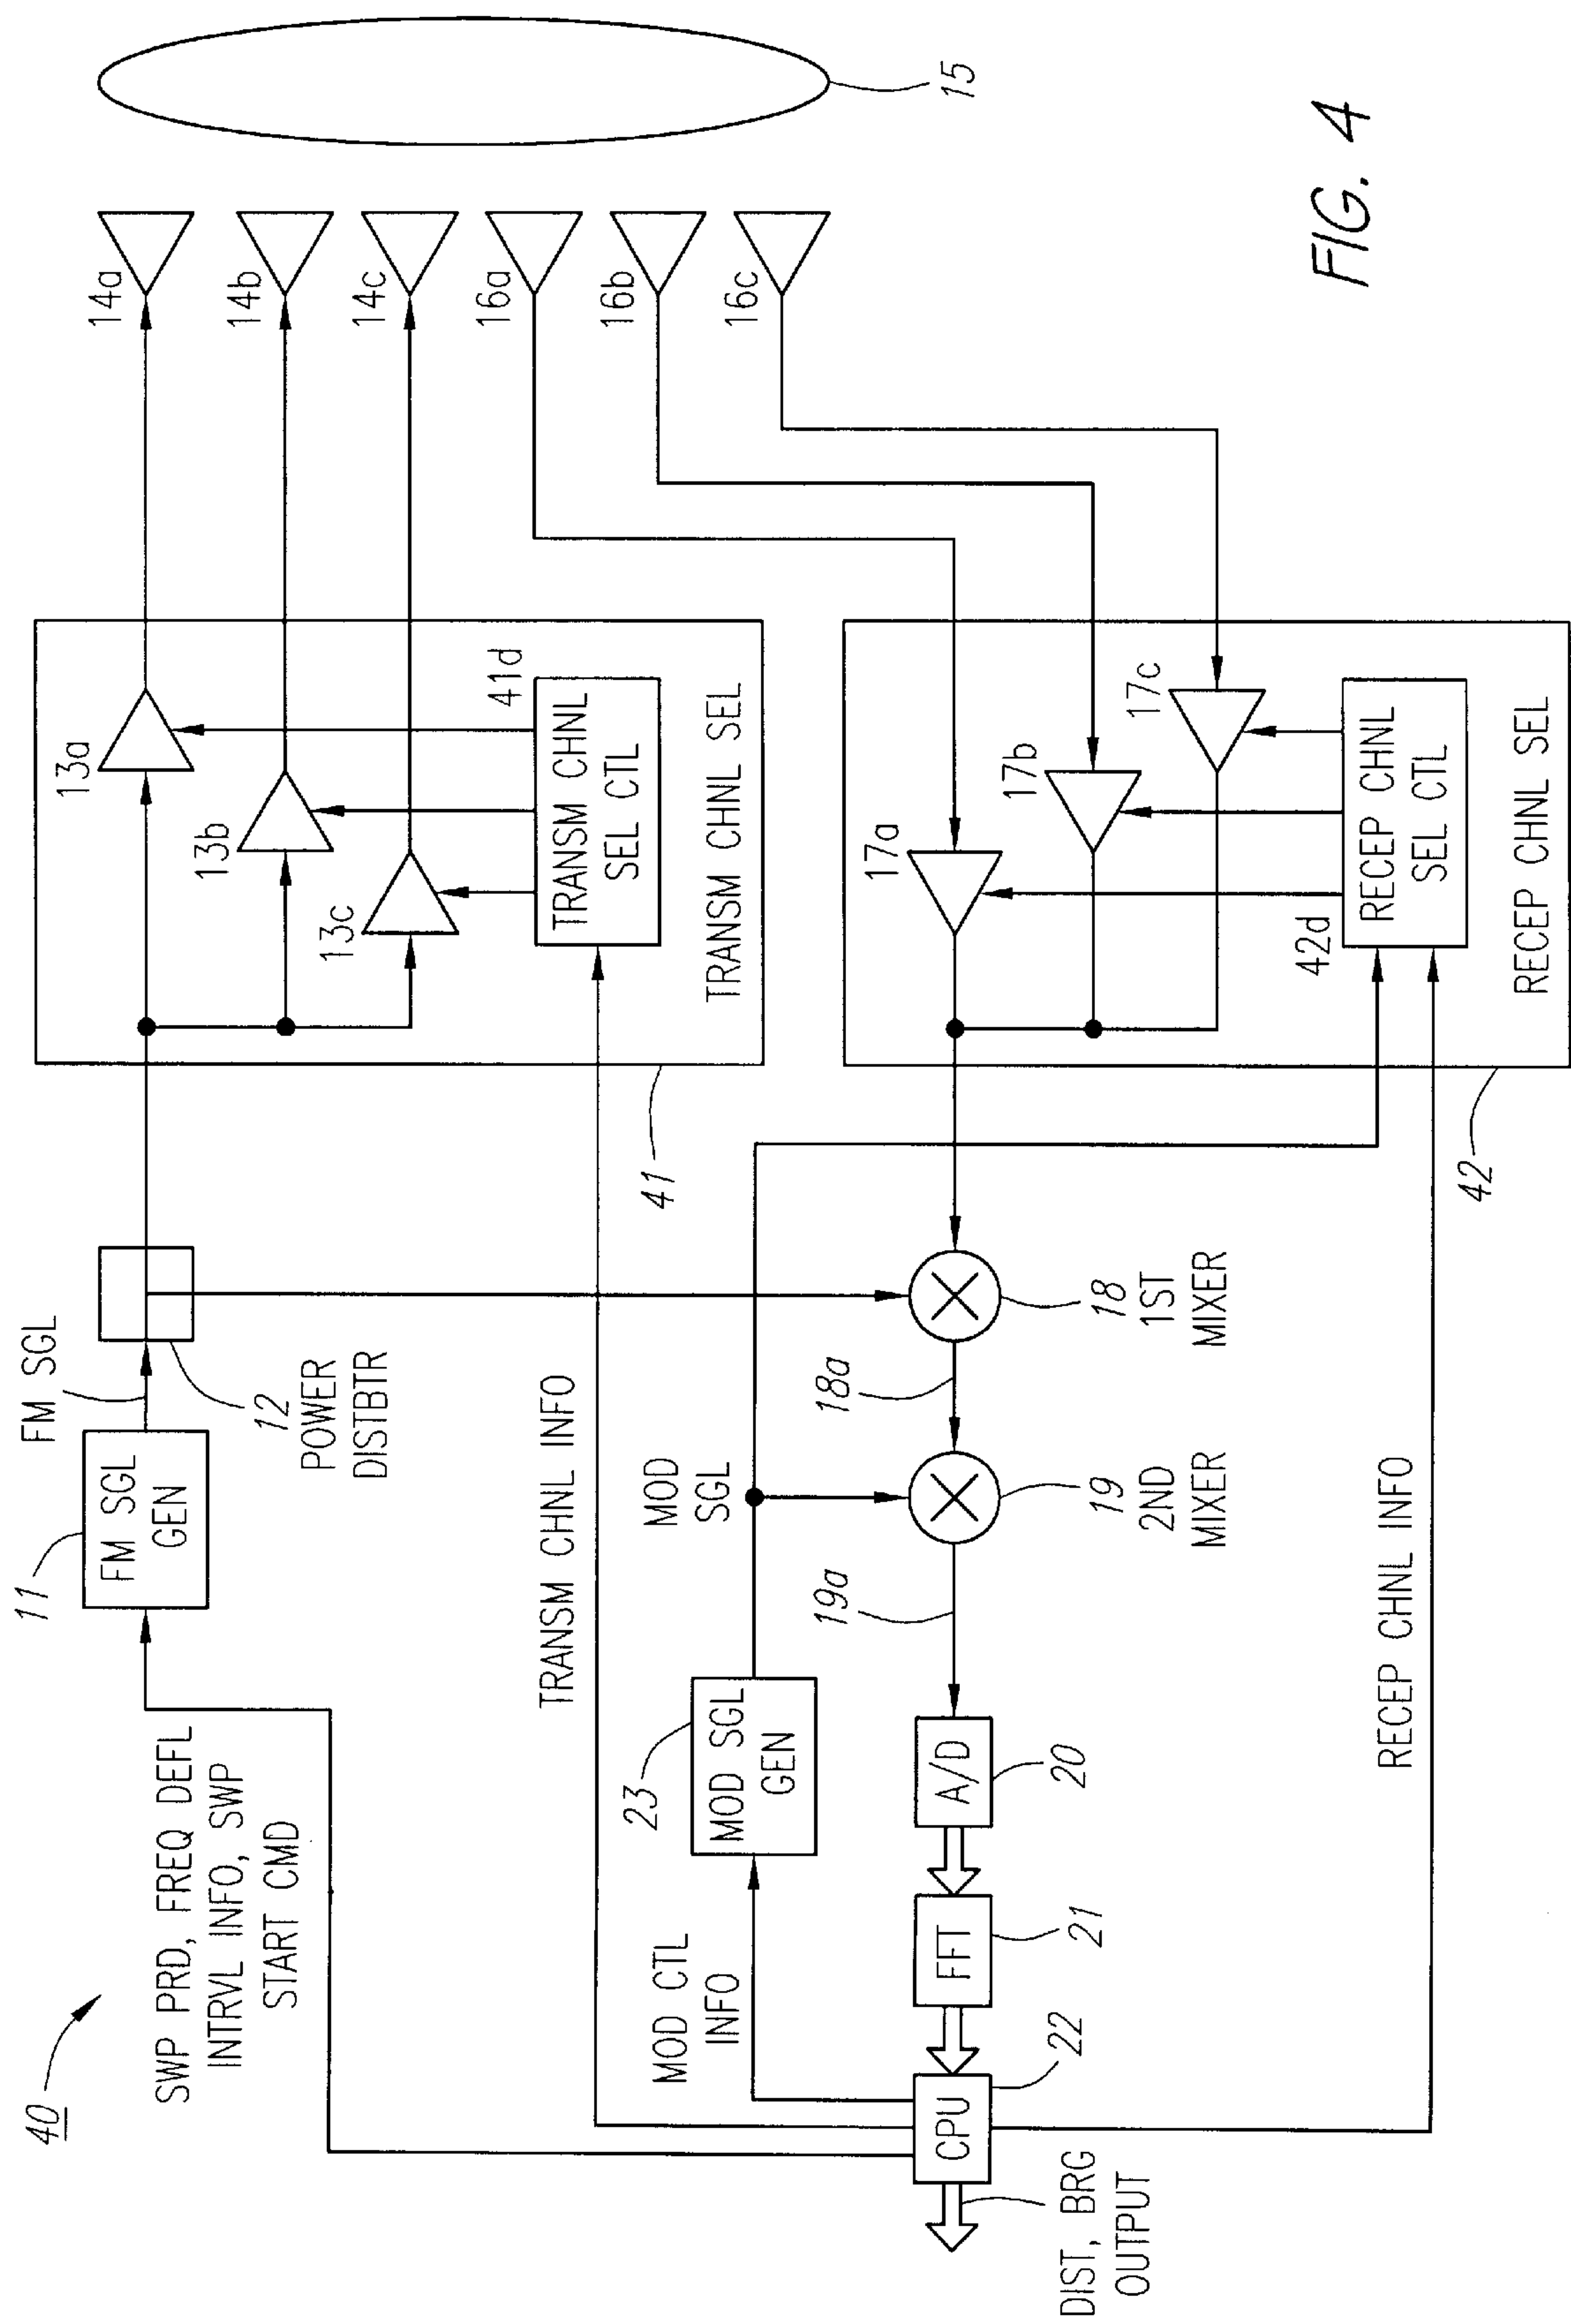 40
SWP PRD, FREQ DEFL
INTRVL INFO, SWP
START CMD
11
FM SGL
GEN
FM SGL
12
POWER
DISTBTR
13a
13b
13c
41d
TRANSM CHNL
SEL CTL
TRANSM CHNL SEL
41
14a
14b
14c
16a
16b
16c
15
TRANSM CHNL INFO
MOD CTL
INFO
23
MOD SGL
GEN
MOD
SGL
DIST, BRG
OUTPUT
CPU
22
FFT
21
A/D
20
19a
19
2ND
MIXER
18a
18
1ST
MIXER
17a
17b
17c
42d
RECEP CHNL
SEL CTL
RECEP CHNL SEL
42
RECEP CHNL INFO
FIG. 4